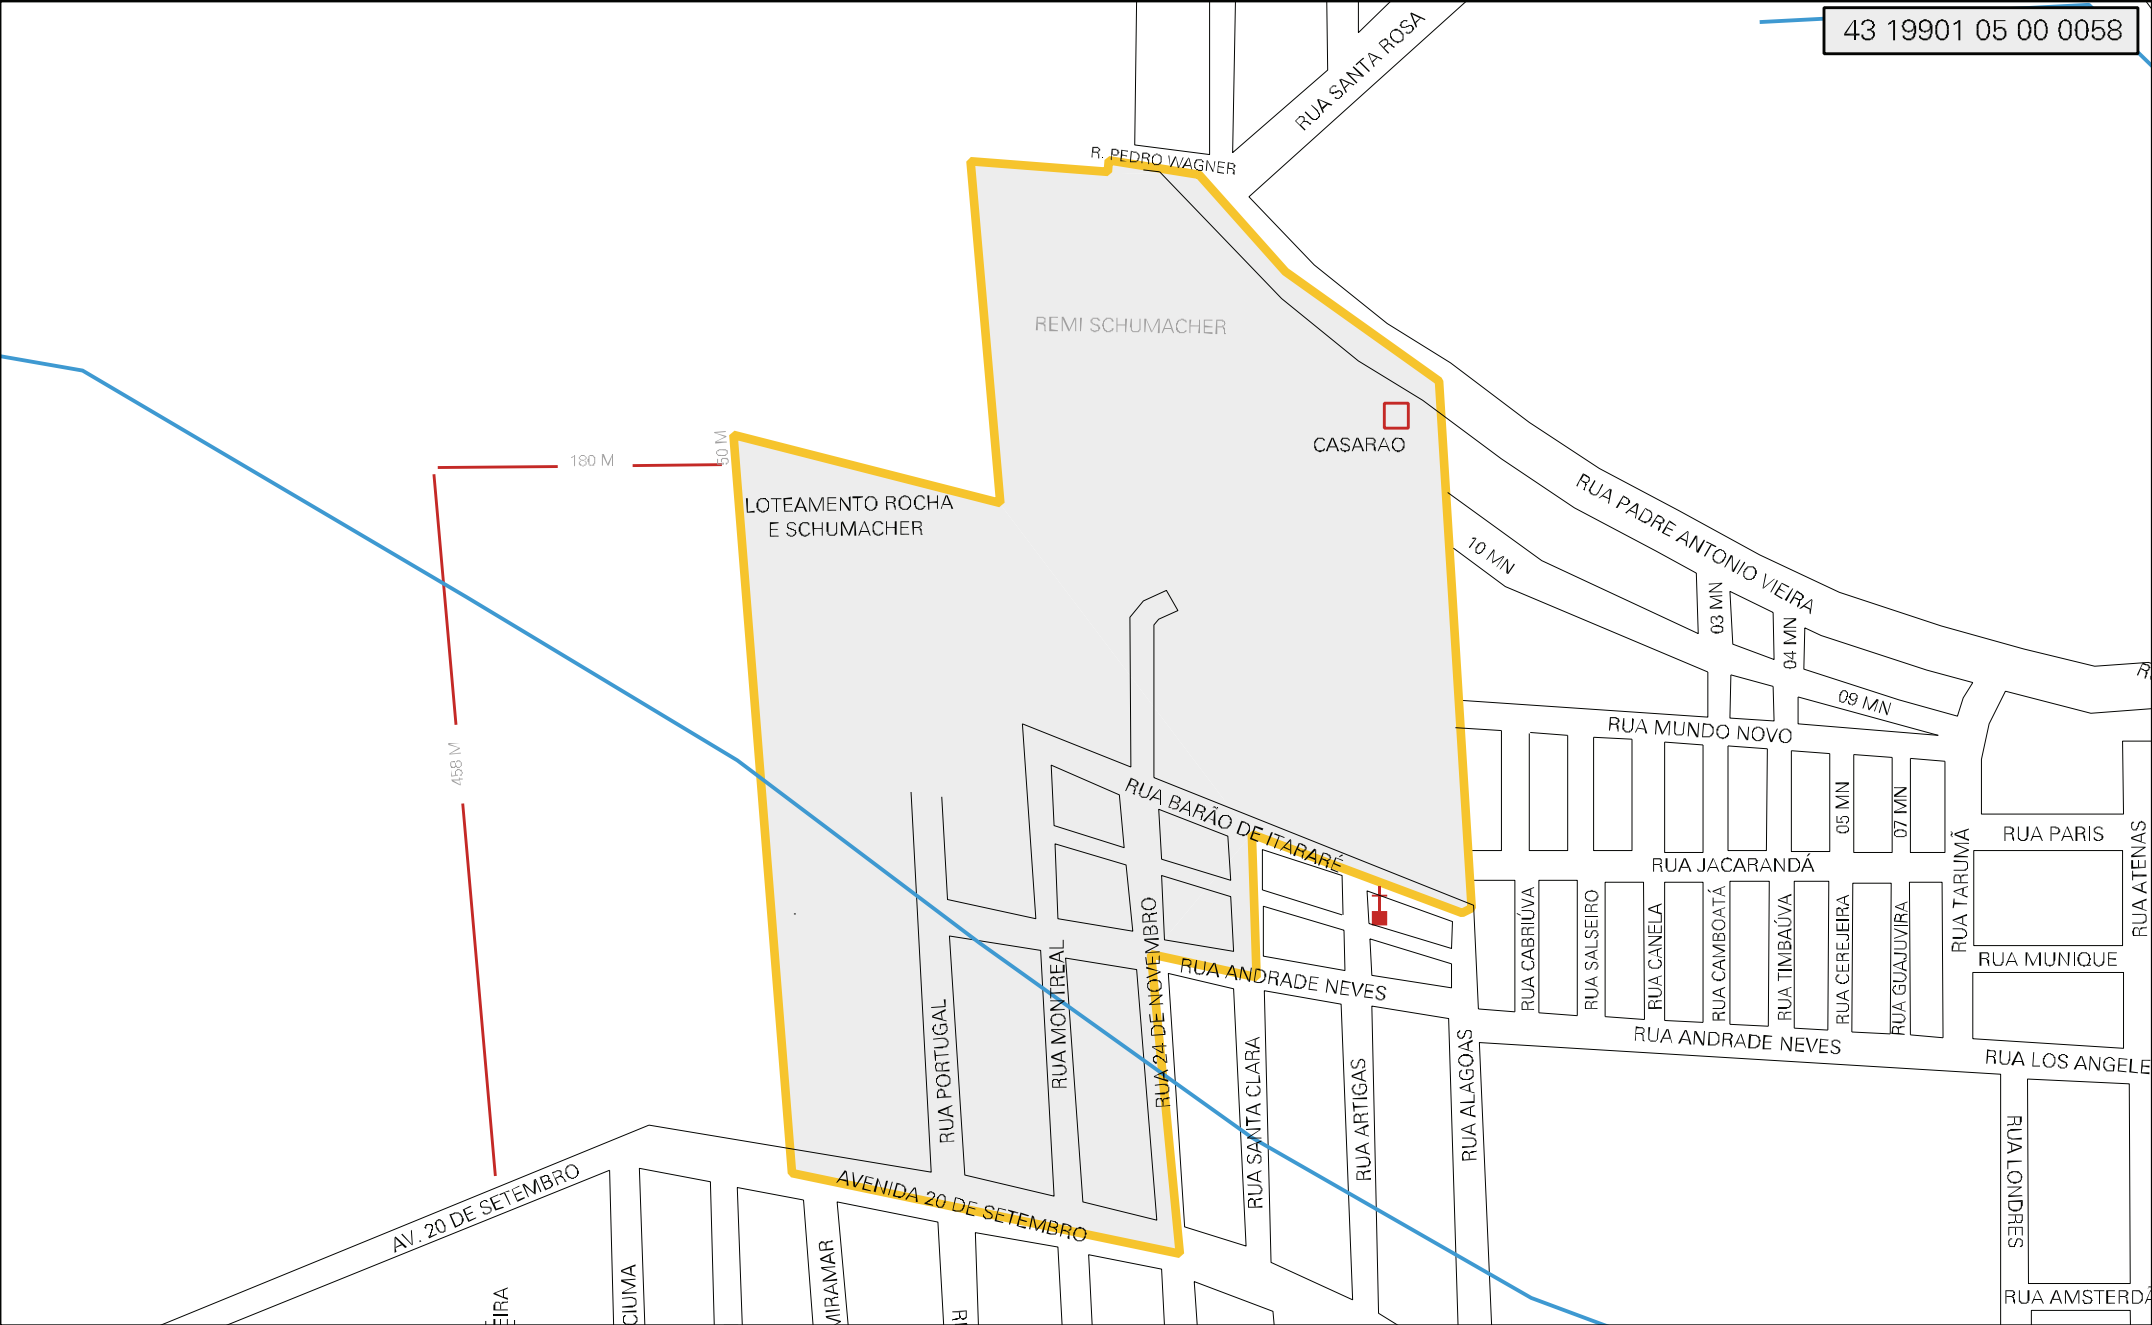 43 19901 05 00 0058
RUA SANTA ROSA
R. PEDRO WAGNER
REMI SCHUMACHER
CASARAO
180 M
50 M
LOTEAMENTO ROCHA
E SCHUMACHER
RUA PADRE ANTONIO VIEIRA
10 MN
03 MN
04 MN
09 MN
RUA MUNDO NOVO
458 M
RUA BARÃO DE ITARARÉ
05 MN
07 MN
RUA PARIS
RUA JACARANDÁ
RUA TARUMÃ
RUA ATENAS
RUA CABRIÚVA
RUA SALSEIRO
RUA CANELA
RUA CAMBOATÁ
RUA TIMBAÚVA
RUA CEREJEIRA
RUA GUAJUVIRA
RUA MUNIQUE
RUA ANDRADE NEVES
RUA ANDRADE NEVES
RUA LOS ANGELE
RUA PORTUGAL
RUA MONTREAL
RUA 24 DE NOVEMBRO
RUA SANTA CLARA
RUA ARTIGAS
RUA ALAGOAS
RUA LONDRES
AV. 20 DE SETEMBRO
AVENIDA 20 DE SETEMBRO
EIRA
CIUMA
MIRAMAR
RUA AMSTERDÃ